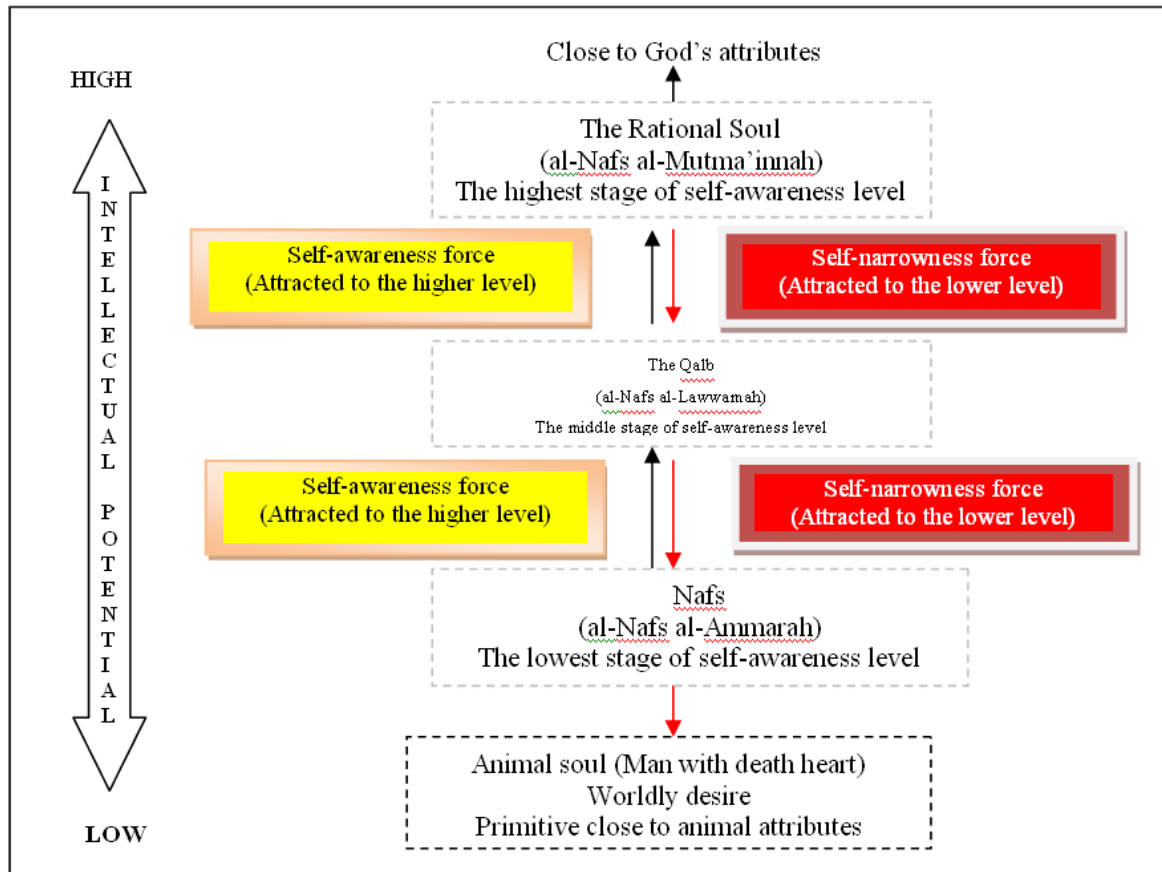 Close to God’s attributes
HIGH
The Rational Soul
(al-Nafs al-Mutma’innah)
The highest stage of self-awareness level
Self-awareness force
(Attracted to the higher level)
Self-narrowness force
(Attracted to the lower level)
INTELLECTUAL POTENTIAL
The Qalb
(al-Nafs al-Lawwamah)
The middle stage of self-awareness level
Self-awareness force
(Attracted to the higher level)
Self-narrowness force
(Attracted to the lower level)
Nafs
(al-Nafs al-Ammarah)
The lowest stage of self-awareness level
Animal soul (Man with death heart)
Worldly desire
Primitive close to animal attributes
LOW